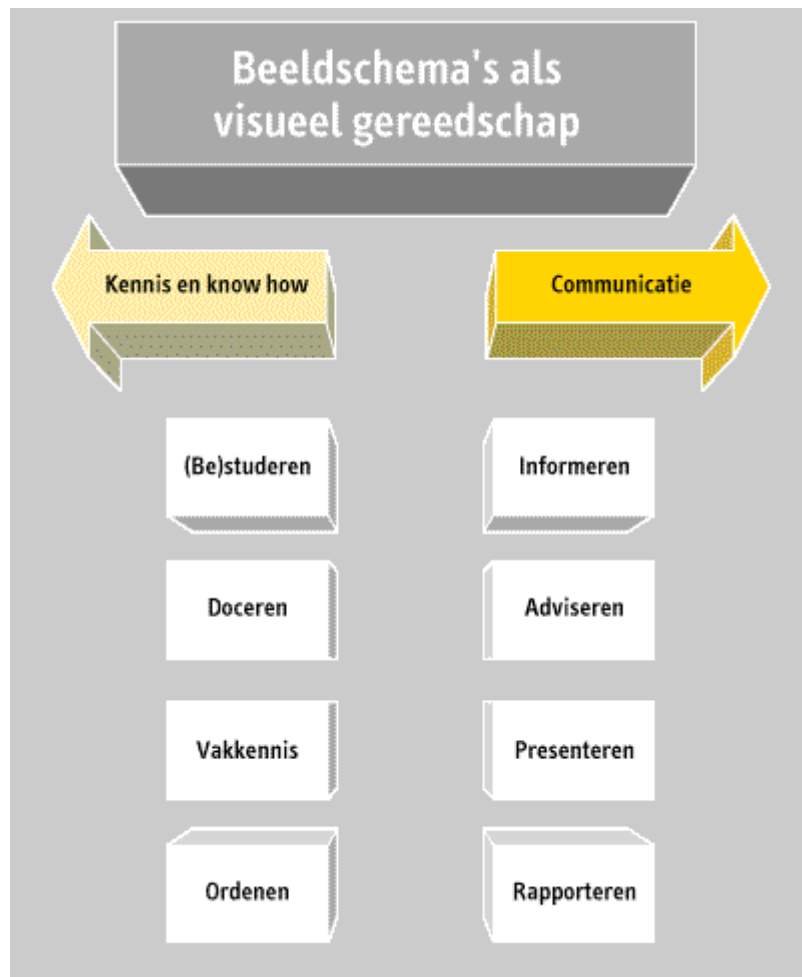 Beeldschema's als
visueel gereedschap
Kennis en know how
Communicatie
(Be)studeren
Informeren
Doceren
Adviseren
Vakkennis
Presenteren
Ordenen
Rapporteren